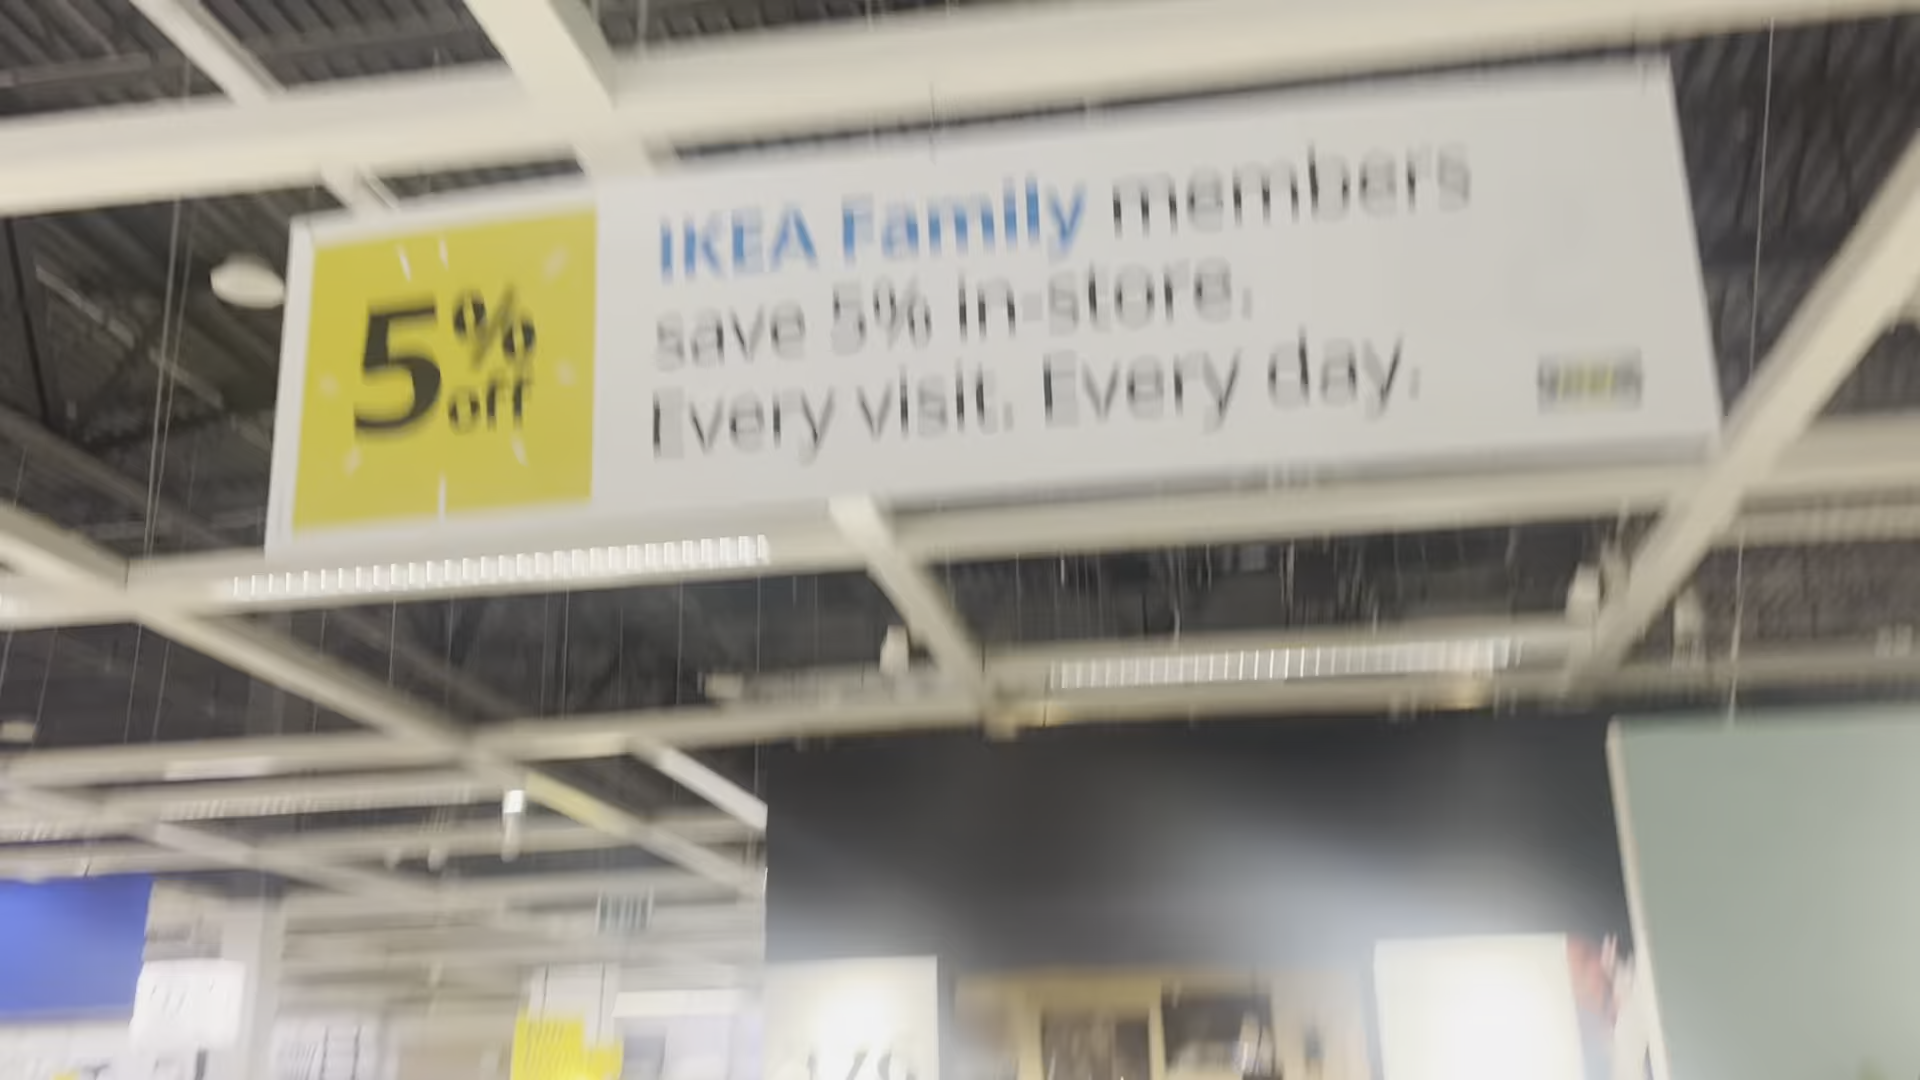 5%
off
IKEA Family members
save 5% in-store.
Every visit. Every day.